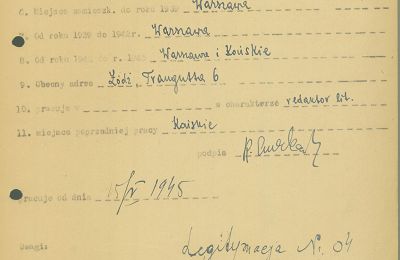 6. Miejsce zamieszk. do roku 1939 Warszawa
7. Od roku 1939 do 1942r. Warszawa
8. Od roku do r. 1945 Warszawa i Końskie
9. Obecny adres Łódź, Traugutta 6
10. pracuje w w charakterze redaktor lit.
11. miejsce poprzedniej pracy Końskie
podpis
pracuje od dnia 15/V 1945
Uwagi: Legitymacja Nr. 04